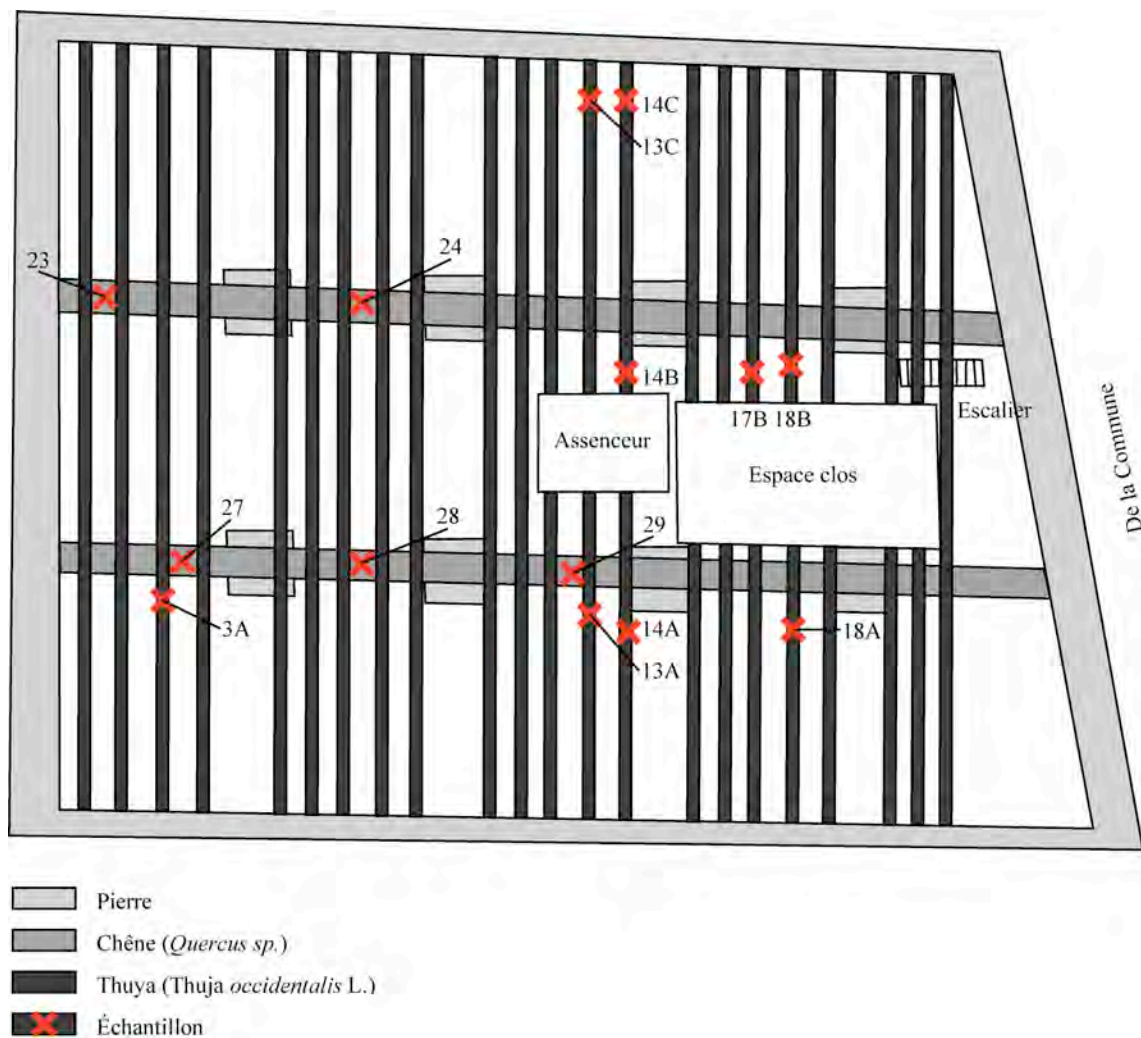 14C
13C
23
24
14B
17B 18B
Escalier
Assenceur
Espace clos
De la Commune
27
28
29
3A
14A
18A
13A
Pierre
Chêne (Quercus sp.)
Thuya (Thuja occidentalis L.)
Échantillon